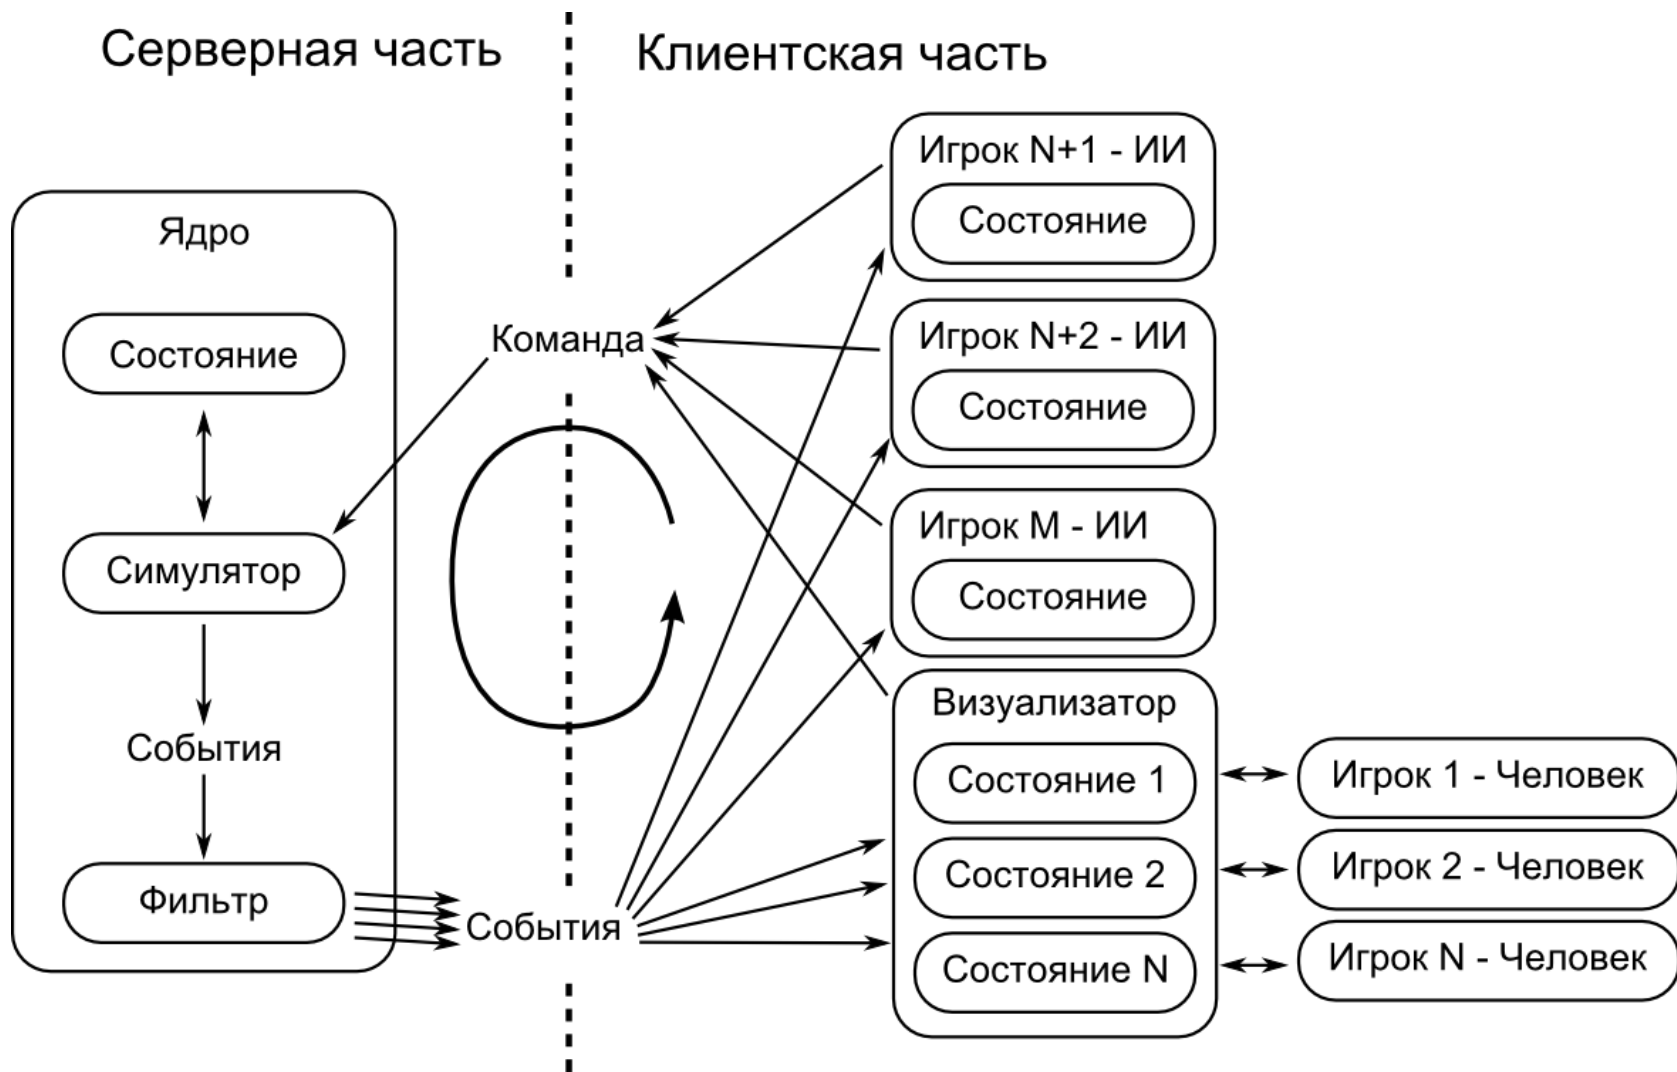 Серверная часть
Клиентская часть
Ядро
Состояние
Симулятор
События
Фильтр
Команда
События
Игрок N+1 - ИИ
Состояние
Игрок N+2 - ИИ
Состояние
Игрок M - ИИ
Состояние
Визуализатор
Состояние 1
Состояние 2
Состояние N
Игрок 1 - Человек
Игрок 2 - Человек
Игрок N - Человек